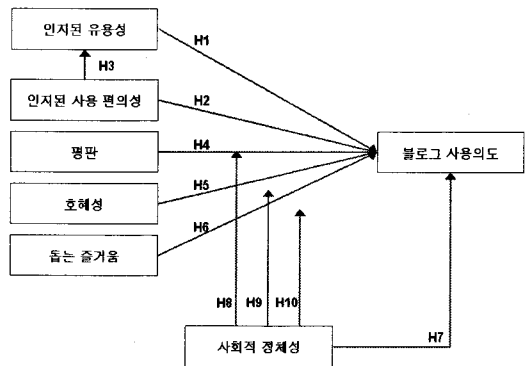 인지된 유용성
H1
H3
인지된 사용 편의성
H2
평판
H4
블로그 사용의도
호혜성
H5
돕는 즐거움
H6
H8
H9
H10
H7
사회적 정체성